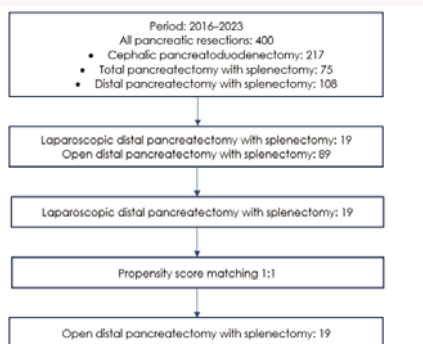 Period: 2016–2023
All pancreatic resections: 400
• Cephalic pancreatoduodenectomy: 217
• Total pancreatectomy with splenectomy: 75
• Distal pancreatectomy with splenectomy: 108
Laparoscopic distal pancreatectomy with splenectomy: 19
Open distal pancreatectomy with splenectomy: 89
Laparoscopic distal pancreatectomy with splenectomy: 19
Propensity score matching 1:1
Open distal pancreatectomy with splenectomy: 19